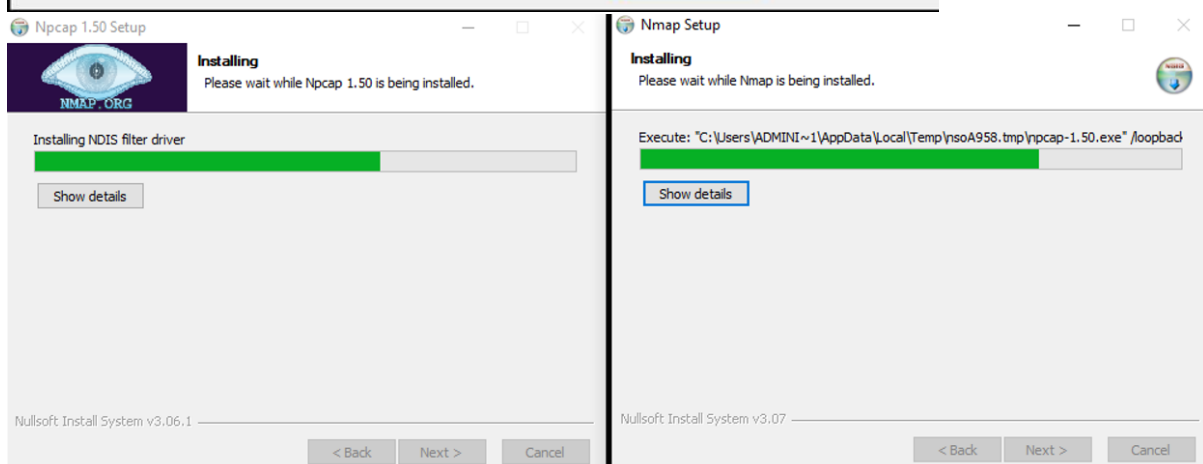 Npcap 1.50 Setup
NMAP.ORG
Installing
Please wait while Npcap 1.50 is being installed.
Installing NDIS filter driver
Show details
Nullsoft Install System v3.06.1
< Back
Next >
Cancel
Nmap Setup
Installing
Please wait while Nmap is being installed.
Execute: "C:\Users\ADMINI~1\AppData\Local\Temp\nsoA958.tmp\npcap-1.50.exe" /loopback
Show details
Nullsoft Install System v3.07
< Back
Next >
Cancel